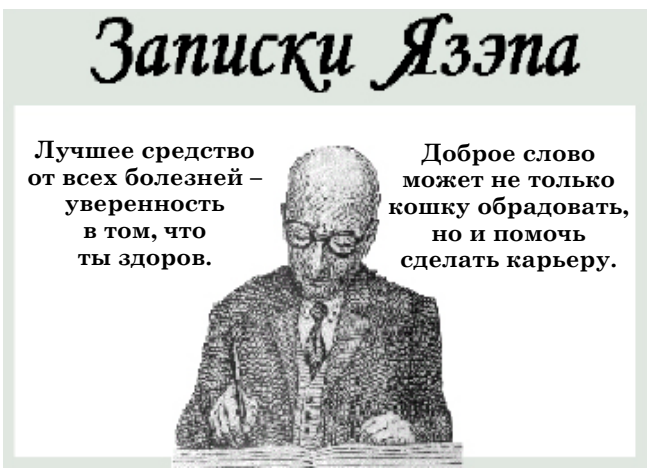 Записки Язэпа
Лучшее средство
от всех болезней –
уверенность
в том, что
ты здоров.
Доброе слово
может не только
кошку обрадовать,
но и помочь
сделать карьеру.